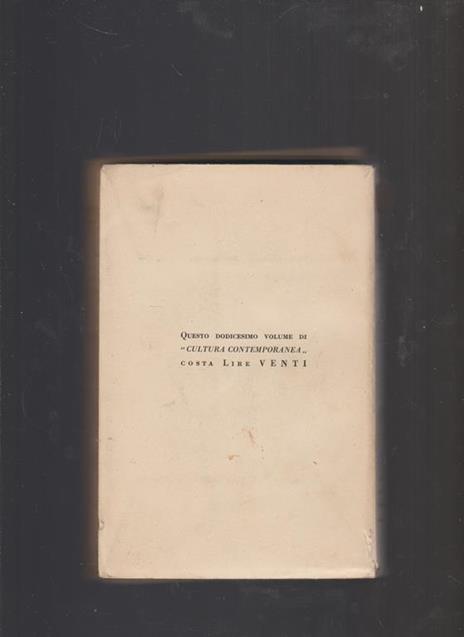 Questo dodicesimo volume di
"CULTURA CONTEMPORANEA„
costa Lire VENTI